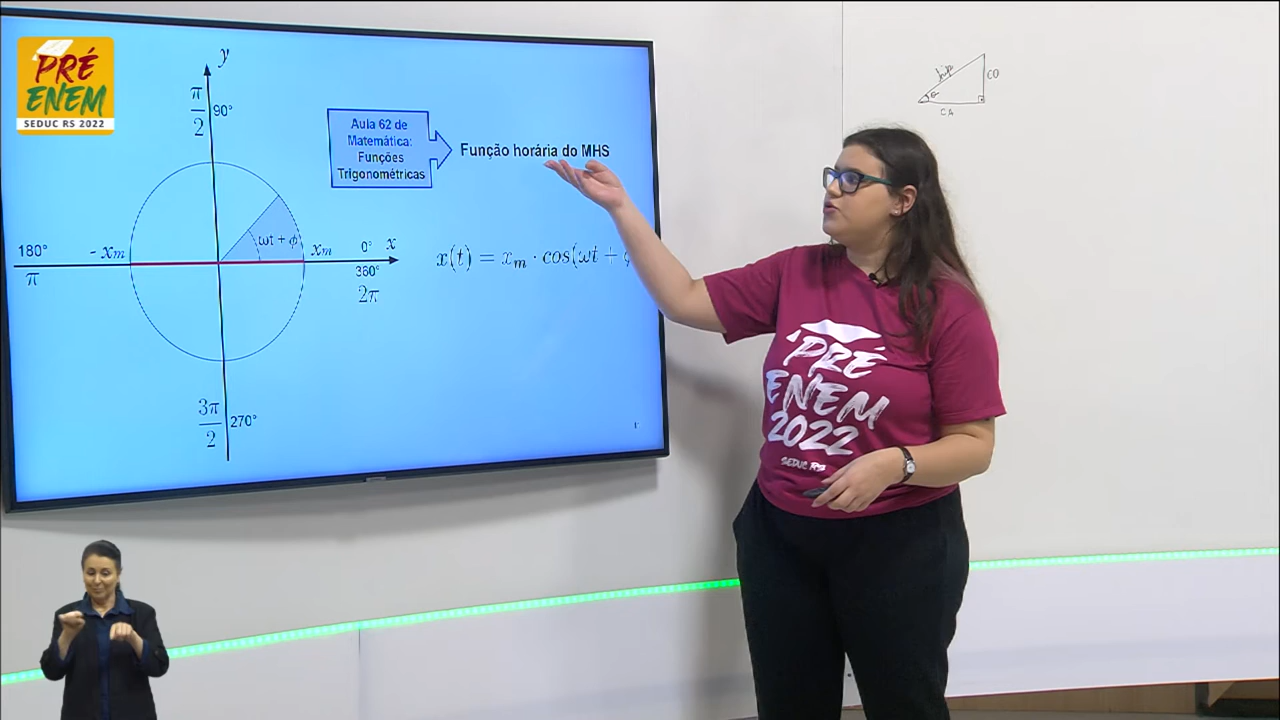 PRÉ
ENEM
SEDUC RS 2022
y
π
2
90°
Aula 62 de
Matemática:
Funções
Trigonométricas
Função horária do MHS
180°
π
- xm
ωt + ϕ
xm
0°
x
360°
2π
x(t) = xm · cos(ωt +
3π
2
270°
hip
θ
CO
CA
PRÉ
ENEM
2022
SEDUC RS